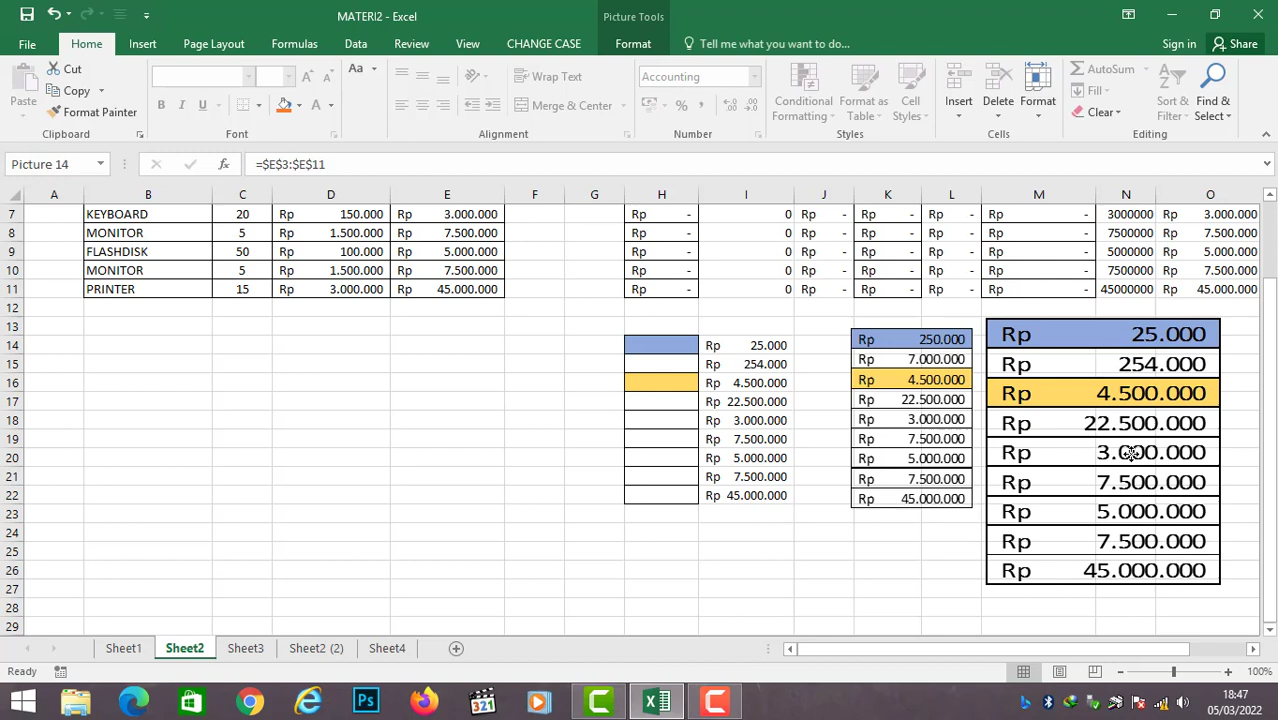 MATERI2 - Excel
Picture Tools
File Home Insert Page Layout Formulas Data Review View CHANGE CASE Format Tell me what you want to do... Sign in Share
Cut
Copy
Format Painter
Paste
Aa
B I U A
Wrap Text
Merge & Center
Accounting
%
Conditional Formatting
Format as Table
Cell Styles
Insert
Delete
Format
AutoSum
Fill
Clear
Sort & Filter
Find & Select
Clipboard Font Alignment Number Styles Cells Editing
Picture 14 fx =$E$3:$E$11
A B C D E F G H I J K L M N O
7 KEYBOARD 20 Rp 150.000 Rp 3.000.000 Rp - 0 Rp - Rp - Rp - Rp - 3000000 Rp 3.000.000
8 MONITOR 5 Rp 1.500.000 Rp 7.500.000 Rp - 0 Rp - Rp - Rp - Rp - 7500000 Rp 7.500.000
9 FLASHDISK 50 Rp 100.000 Rp 5.000.000 Rp - 0 Rp - Rp - Rp - Rp - 5000000 Rp 5.000.000
10 MONITOR 5 Rp 1.500.000 Rp 7.500.000 Rp - 0 Rp - Rp - Rp - Rp - 7500000 Rp 7.500.000
11 PRINTER 15 Rp 3.000.000 Rp 45.000.000 Rp - 0 Rp - Rp - Rp - Rp - 45000000 Rp 45.000.000
12
13
14 Rp 25.000 Rp 250.000 Rp 25.000
15 Rp 254.000 Rp 7.000.000 Rp 254.000
16 Rp 4.500.000 Rp 4.500.000 Rp 4.500.000
17 Rp 22.500.000 Rp 22.500.000 Rp 22.500.000
18 Rp 3.000.000 Rp 3.000.000 Rp 3.000.000
19 Rp 7.500.000 Rp 7.500.000 Rp 7.500.000
20 Rp 5.000.000 Rp 5.000.000 Rp 5.000.000
21 Rp 7.500.000 Rp 7.500.000 Rp 7.500.000
22 Rp 45.000.000 Rp 45.000.000 Rp 45.000.000
23
24
25
26
27
28
29
Sheet1 Sheet2 Sheet3 Sheet2 (2) Sheet4
Ready 100%
Ps 321 18:47
05/03/2022